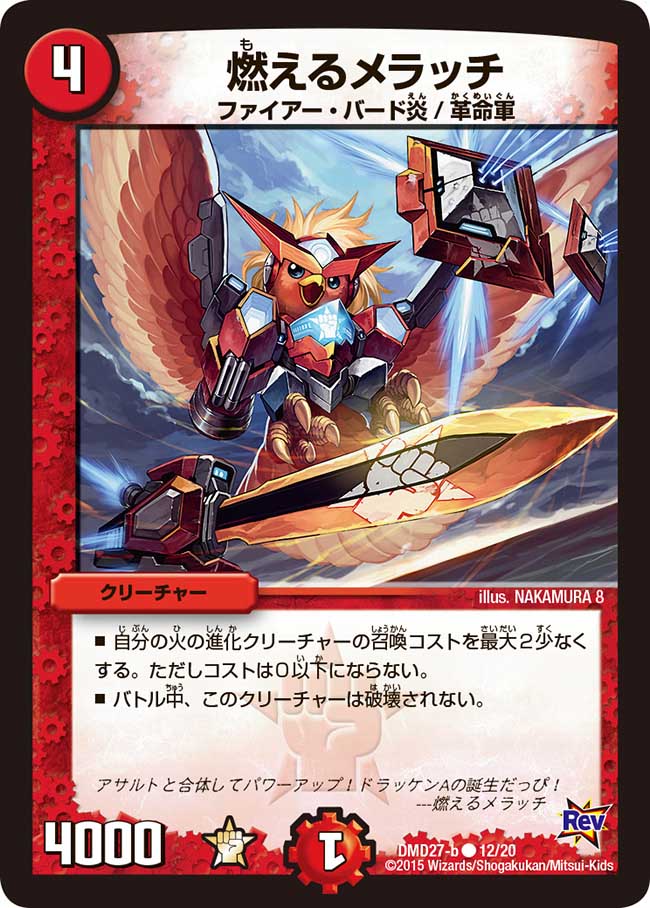 4
燃えるメラッチ
ファイアー・バード炎 / 革命軍
クリーチャー
illus. NAKAMURA 8
■ 自分の火の進化クリーチャーの召喚コストを最大2少なく
する。ただしコストは0以下にならない。
■ バトル中、このクリーチャーは破壊されない。
アサルトと合体してパワーアップ！ドラッケンAの誕生だっぴ！
---燃えるメラッチ
4000
1
Rev
DMD27-b ● 12/20
©2015 Wizards/Shogakukan/Mitsui-Kids